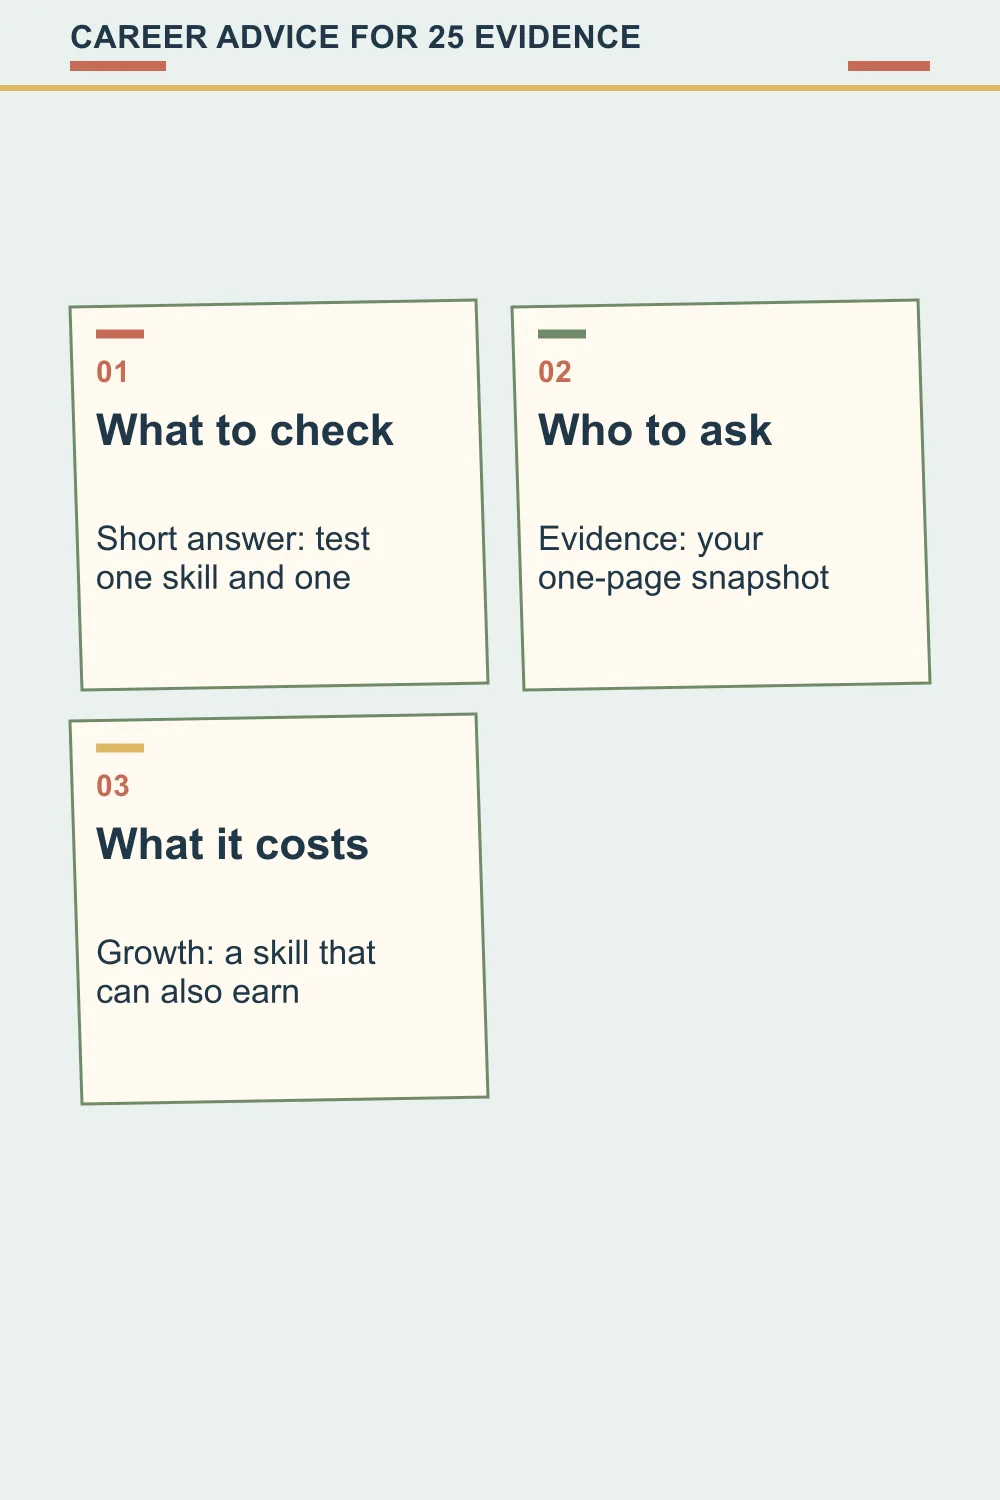 CAREER ADVICE FOR 25 EVIDENCE
01
What to check
Short answer: test
one skill and one
02
Who to ask
Evidence: your
one-page snapshot
03
What it costs
Growth: a skill that
can also earn